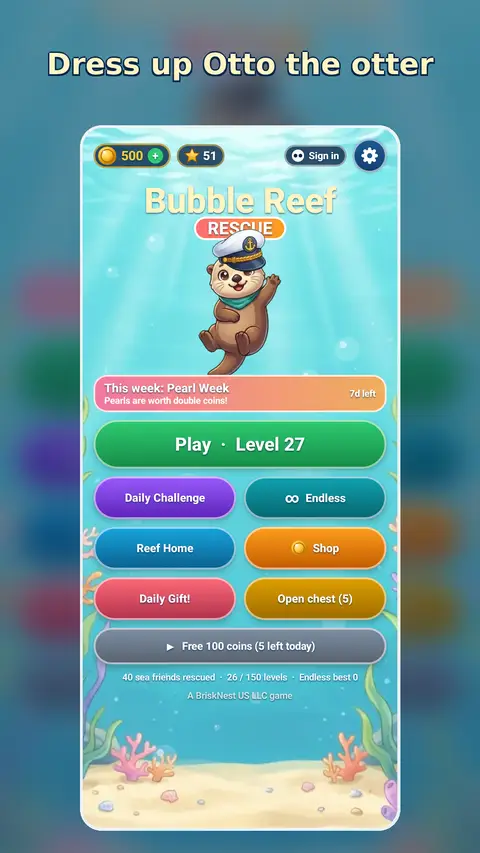 Dress up Otto the otter
500 +
51
Sign in
Bubble Reef
RESCUE
This week: Pearl Week
Pearls are worth double coins!
7d left
Play · Level 27
Daily Challenge
∞ Endless
Reef Home
Shop
Daily Gift!
Open chest (5)
► Free 100 coins (5 left today)
40 sea friends rescued · 26 / 150 levels · Endless best 0
A BriskNest US LLC game